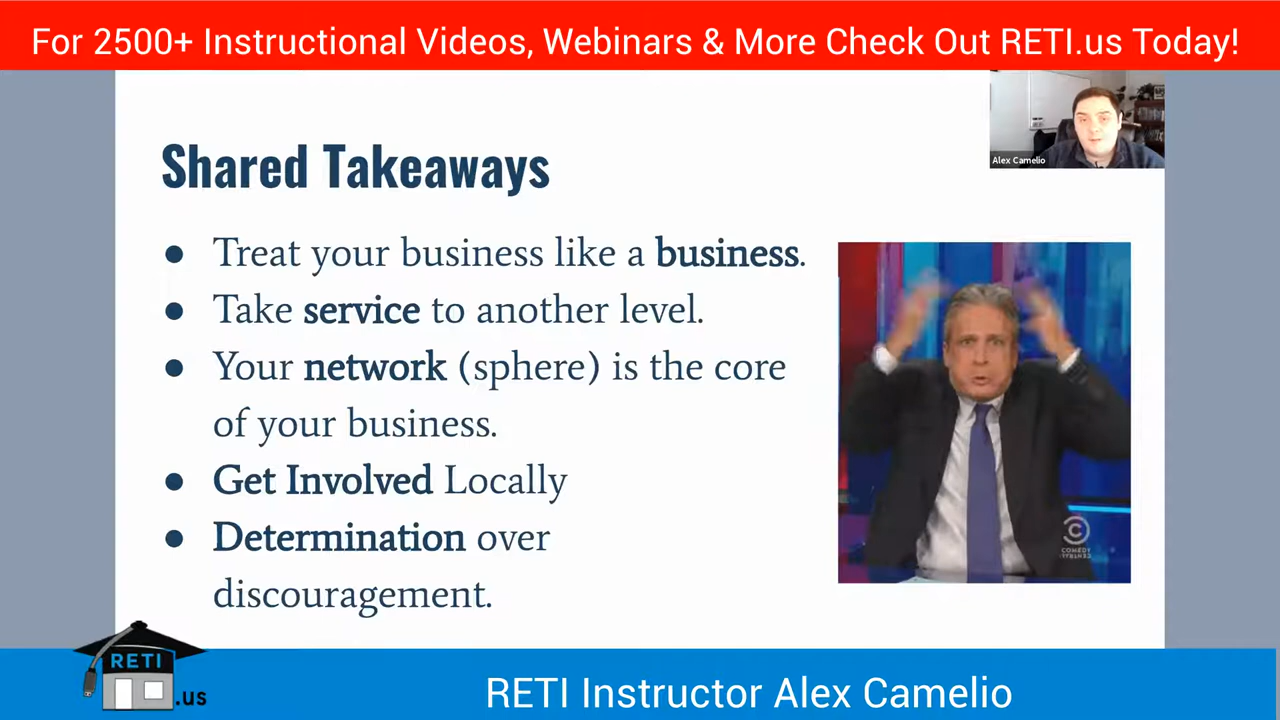 For 2500+ Instructional Videos, Webinars & More Check Out RETI.us Today!
Alex Camelio
Shared Takeaways
● Treat your business like a business.
● Take service to another level.
● Your network (sphere) is the core
of your business.
● Get Involved Locally
● Determination over
discouragement.
COMEDY
CENTRAL
RETI
.us
RETI Instructor Alex Camelio